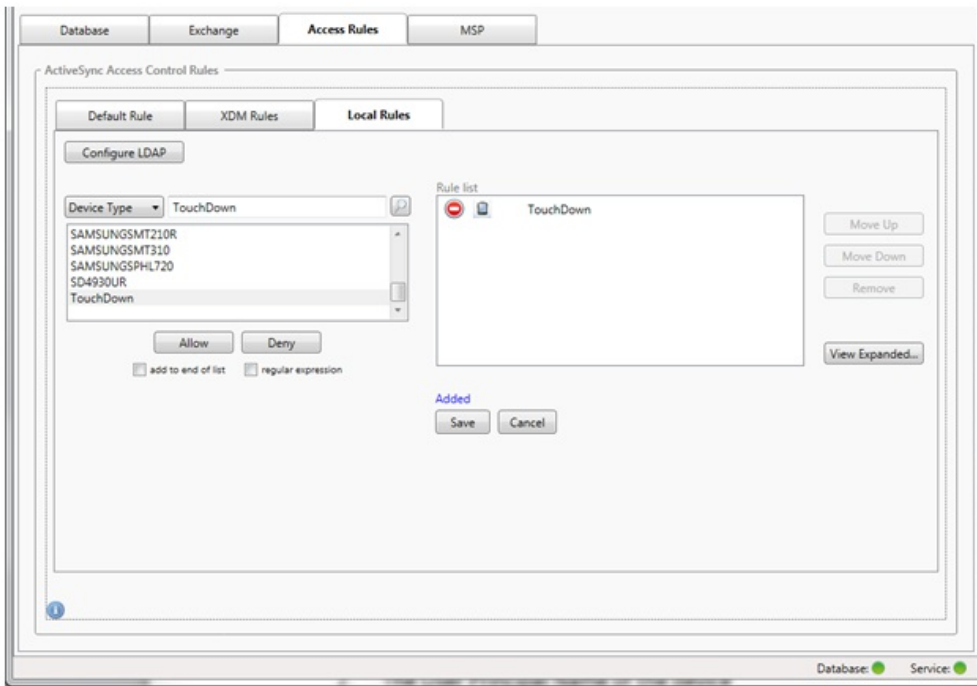 Database Exchange Access Rules MSP
ActiveSync Access Control Rules
Default Rule XDM Rules Local Rules
Configure LDAP
Rule list
Device Type TouchDown
TouchDown
SAMSUNGSMT210R
SAMSUNGSMT310
SAMSUNGSPHL720
SD4930UR
TouchDown
Move Up
Move Down
Remove
Allow Deny
add to end of list regular expression
View Expanded...
Added
Save Cancel
Database: Service: